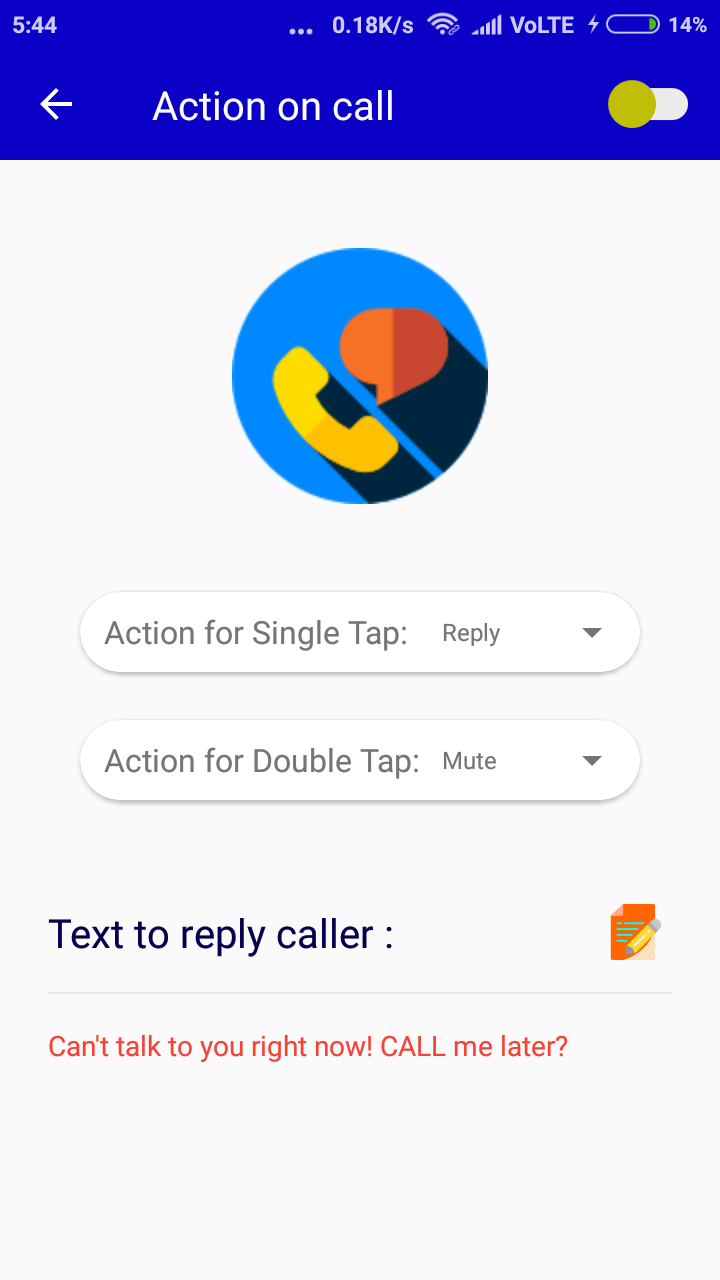 5:44 ... 0.18K/s VoLTE 14%
Action on call
Action for Single Tap: Reply
Action for Double Tap: Mute
Text to reply caller :
Can't talk to you right now! CALL me later?